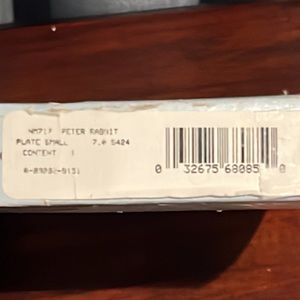 NM717 PETER RABBIT
PLATE SMALL 7.0 S424
CONTENT 1
0 32675 68085 0